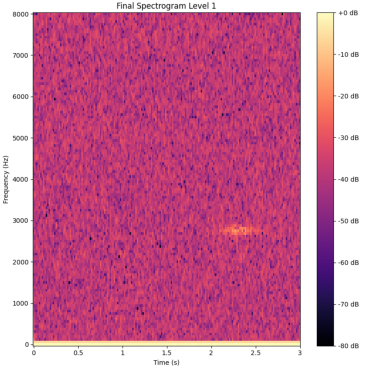 Final Spectrogram Level 1
8000
7000
6000
5000
4000
3000
2000
1000
0
Frequency (Hz)
0
0.5
1
1.5
2
2.5
3
Time (s)
+0 dB
-10 dB
-20 dB
-30 dB
-40 dB
-50 dB
-60 dB
-70 dB
-80 dB